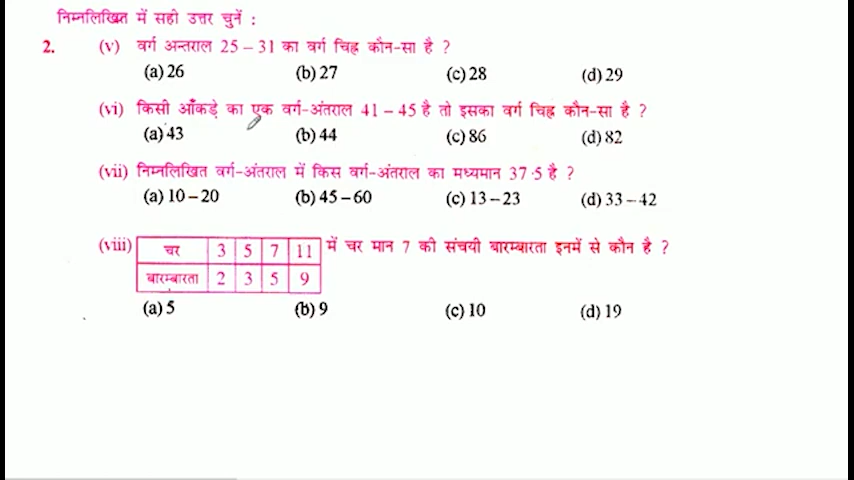 निम्नलिखित में सही उत्तर चुनें :
2. (v) वर्ग अन्तराल 25 – 31 का वर्ग चिह्न कौन-सा है ?
(a) 26 (b) 27 (c) 28 (d) 29
(vi) किसी आँकड़े का एक वर्ग-अंतराल 41 – 45 है तो इसका वर्ग चिह्न कौन-सा है ?
(a) 43 (b) 44 (c) 86 (d) 82
(vii) निम्नलिखित वर्ग-अंतराल में किस वर्ग-अंतराल का मध्यमान 37·5 है ?
(a) 10 – 20 (b) 45 – 60 (c) 13 – 23 (d) 33 – 42
(viii) चर 3 5 7 11 में चर मान 7 की संचयी बारम्बारता इनमें से कौन है ?
बारम्बारता 2 3 5 9
(a) 5 (b) 9 (c) 10 (d) 19